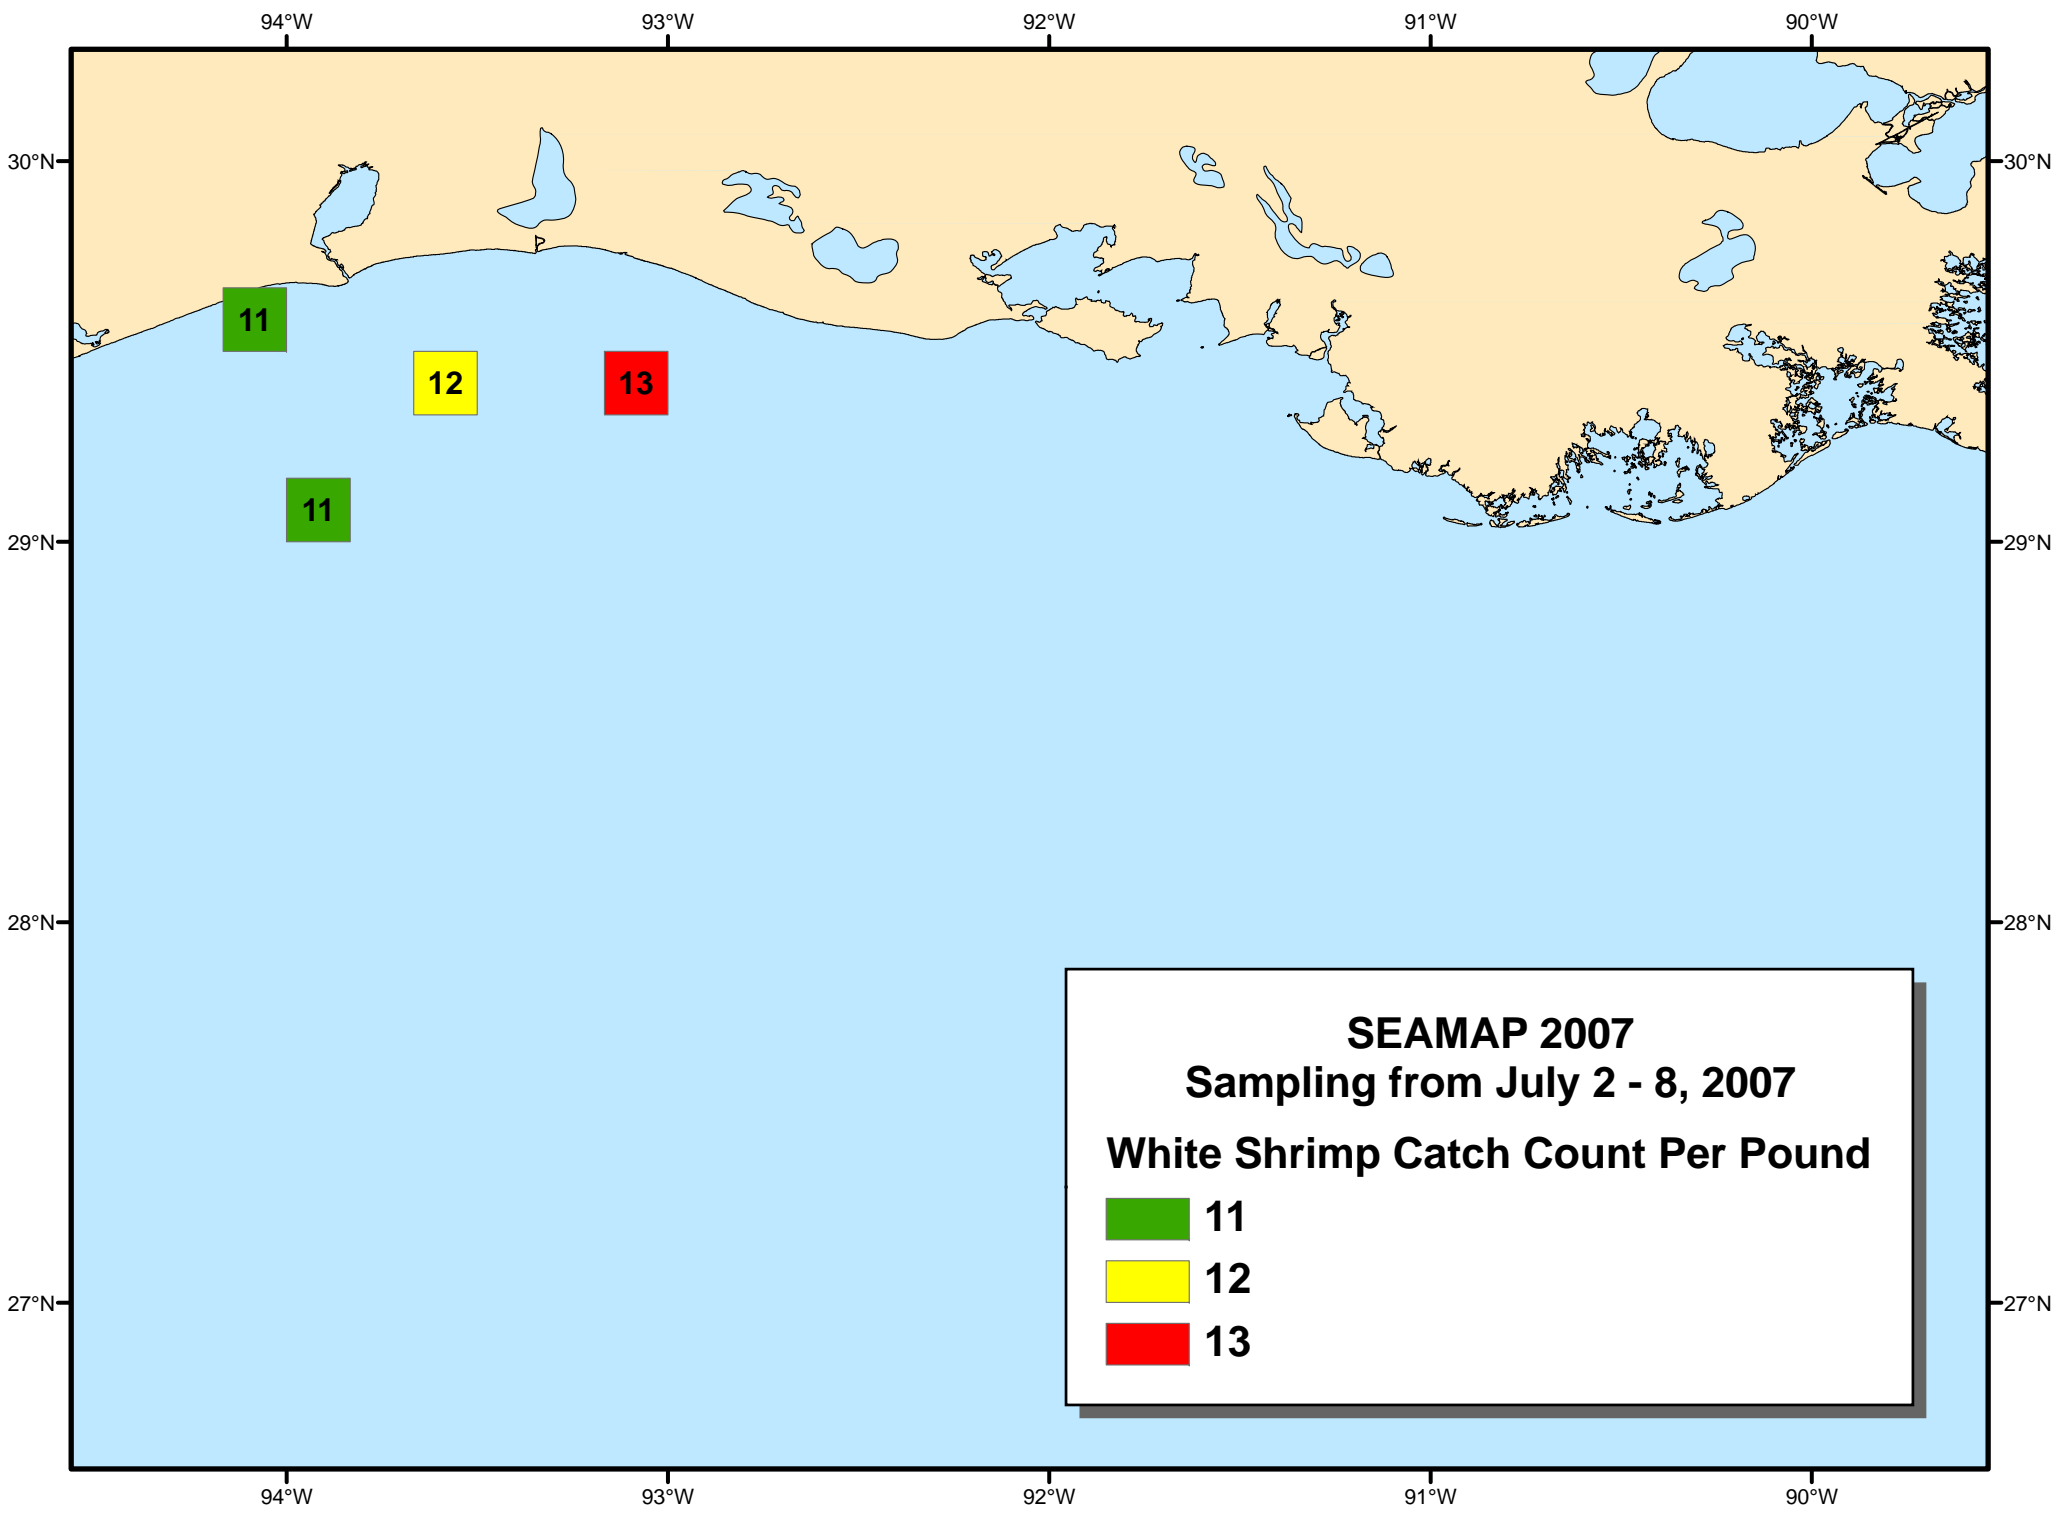 94°W 93°W 92°W 91°W 90°W
30°N 30°N
11
12 13
11
29°N 29°N
28°N 28°N
SEAMAP 2007
Sampling from July 2 - 8, 2007
White Shrimp Catch Count Per Pound
11
12
27°N 27°N
13
94°W 93°W 92°W 91°W 90°W